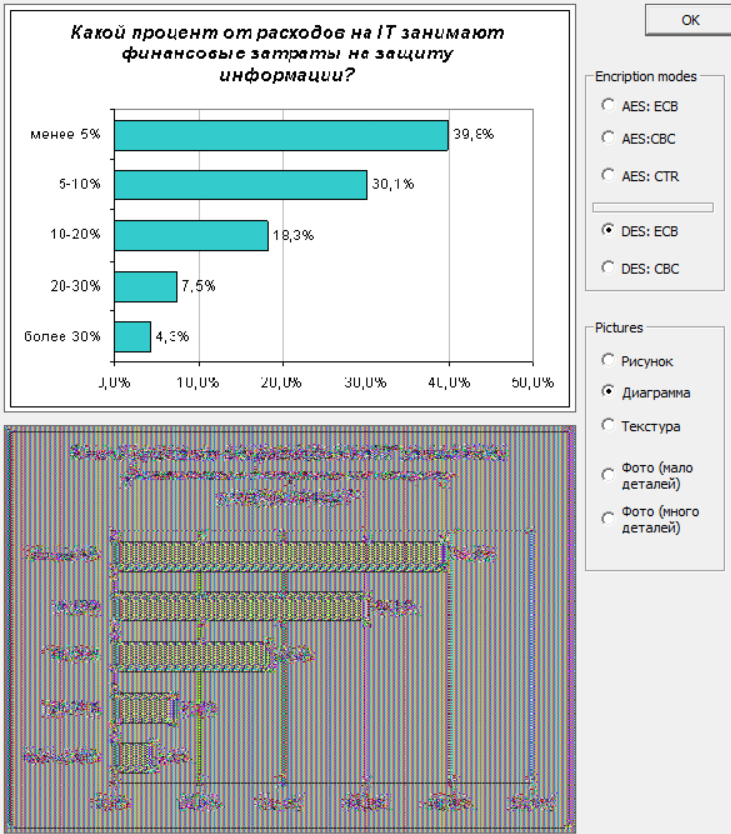 Какой процент от расходов на IT занимают
финансовые затраты на защиту
информации?
менее 5%
39,8%
5-10%
30,1%
10-20%
18,3%
20-30%
7,5%
более 30%
4,3%
0,0%
10,0%
20,0%
30,0%
40,0%
50,0%
OK
Encription modes
AES: ECB
AES:CBC
AES: CTR
DES: ECB
DES: CBC
Pictures
Рисунок
Диаграмма
Текстура
Фото (мало
деталей)
Фото (много
деталей)